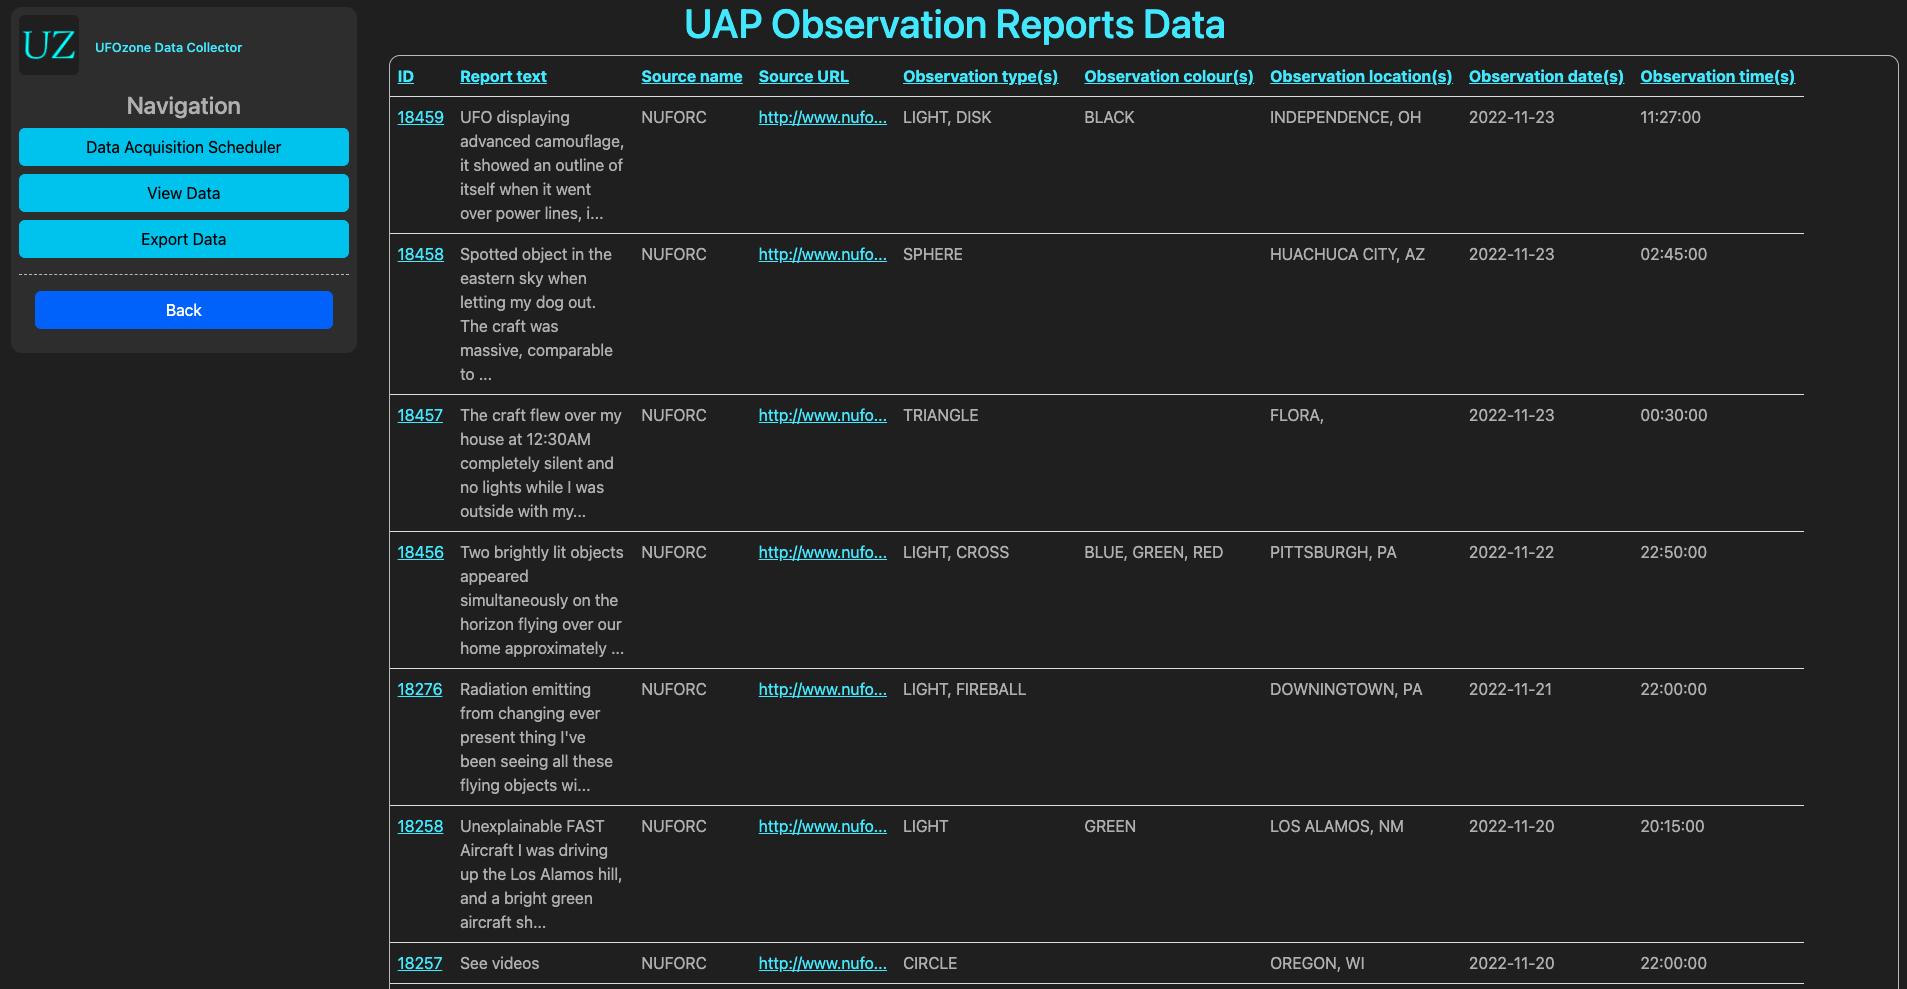 UZ
UFOzone Data Collector
Navigation
Data Acquisition Scheduler
View Data
Export Data
Back
UAP Observation Reports Data
ID Report text Source name Source URL Observation type(s) Observation colour(s) Observation location(s) Observation date(s) Observation time(s)
18459 UFO displaying NUFORC http://www.nufo... LIGHT, DISK BLACK INDEPENDENCE, OH 2022-11-23 11:27:00
advanced camouflage,
it showed an outline of
itself when it went
over power lines, i...
18458 Spotted object in the NUFORC http://www.nufo... SPHERE HUACHUCA CITY, AZ 2022-11-23 02:45:00
eastern sky when
letting my dog out.
The craft was
massive, comparable
to ...
18457 The craft flew over my NUFORC http://www.nufo... TRIANGLE FLORA, 2022-11-23 00:30:00
house at 12:30AM
completely silent and
no lights while I was
outside with my...
18456 Two brightly lit objects NUFORC http://www.nufo... LIGHT, CROSS BLUE, GREEN, RED PITTSBURGH, PA 2022-11-22 22:50:00
appeared
simultaneously on the
horizon flying over our
home approximately ...
18276 Radiation emitting NUFORC http://www.nufo... LIGHT, FIREBALL DOWNINGTOWN, PA 2022-11-21 22:00:00
from changing ever
present thing I've
been seeing all these
flying objects wi...
18258 Unexplainable FAST NUFORC http://www.nufo... LIGHT GREEN LOS ALAMOS, NM 2022-11-20 20:15:00
Aircraft I was driving
up the Los Alamos hill,
and a bright green
aircraft sh...
18257 See videos NUFORC http://www.nufo... CIRCLE OREGON, WI 2022-11-20 22:00:00